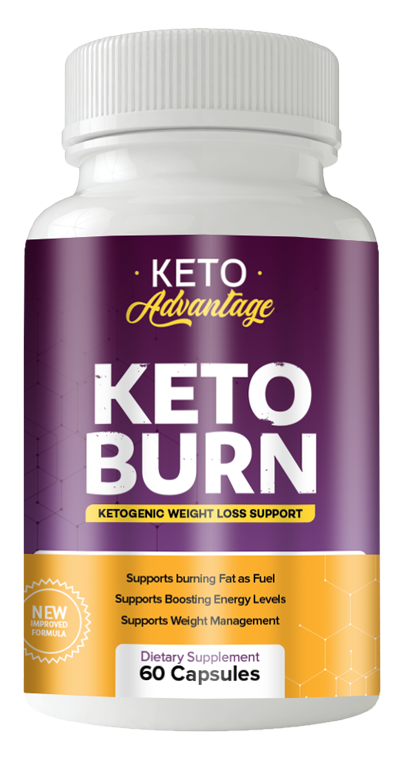 · KETO ·
Advantage
KETO
BURN
KETOGENIC WEIGHT LOSS SUPPORT
Supports burning Fat as Fuel
Supports Boosting Energy Levels
Supports Weight Management
NEW
IMPROVED
FORMULA
Dietary Supplement
60 Capsules